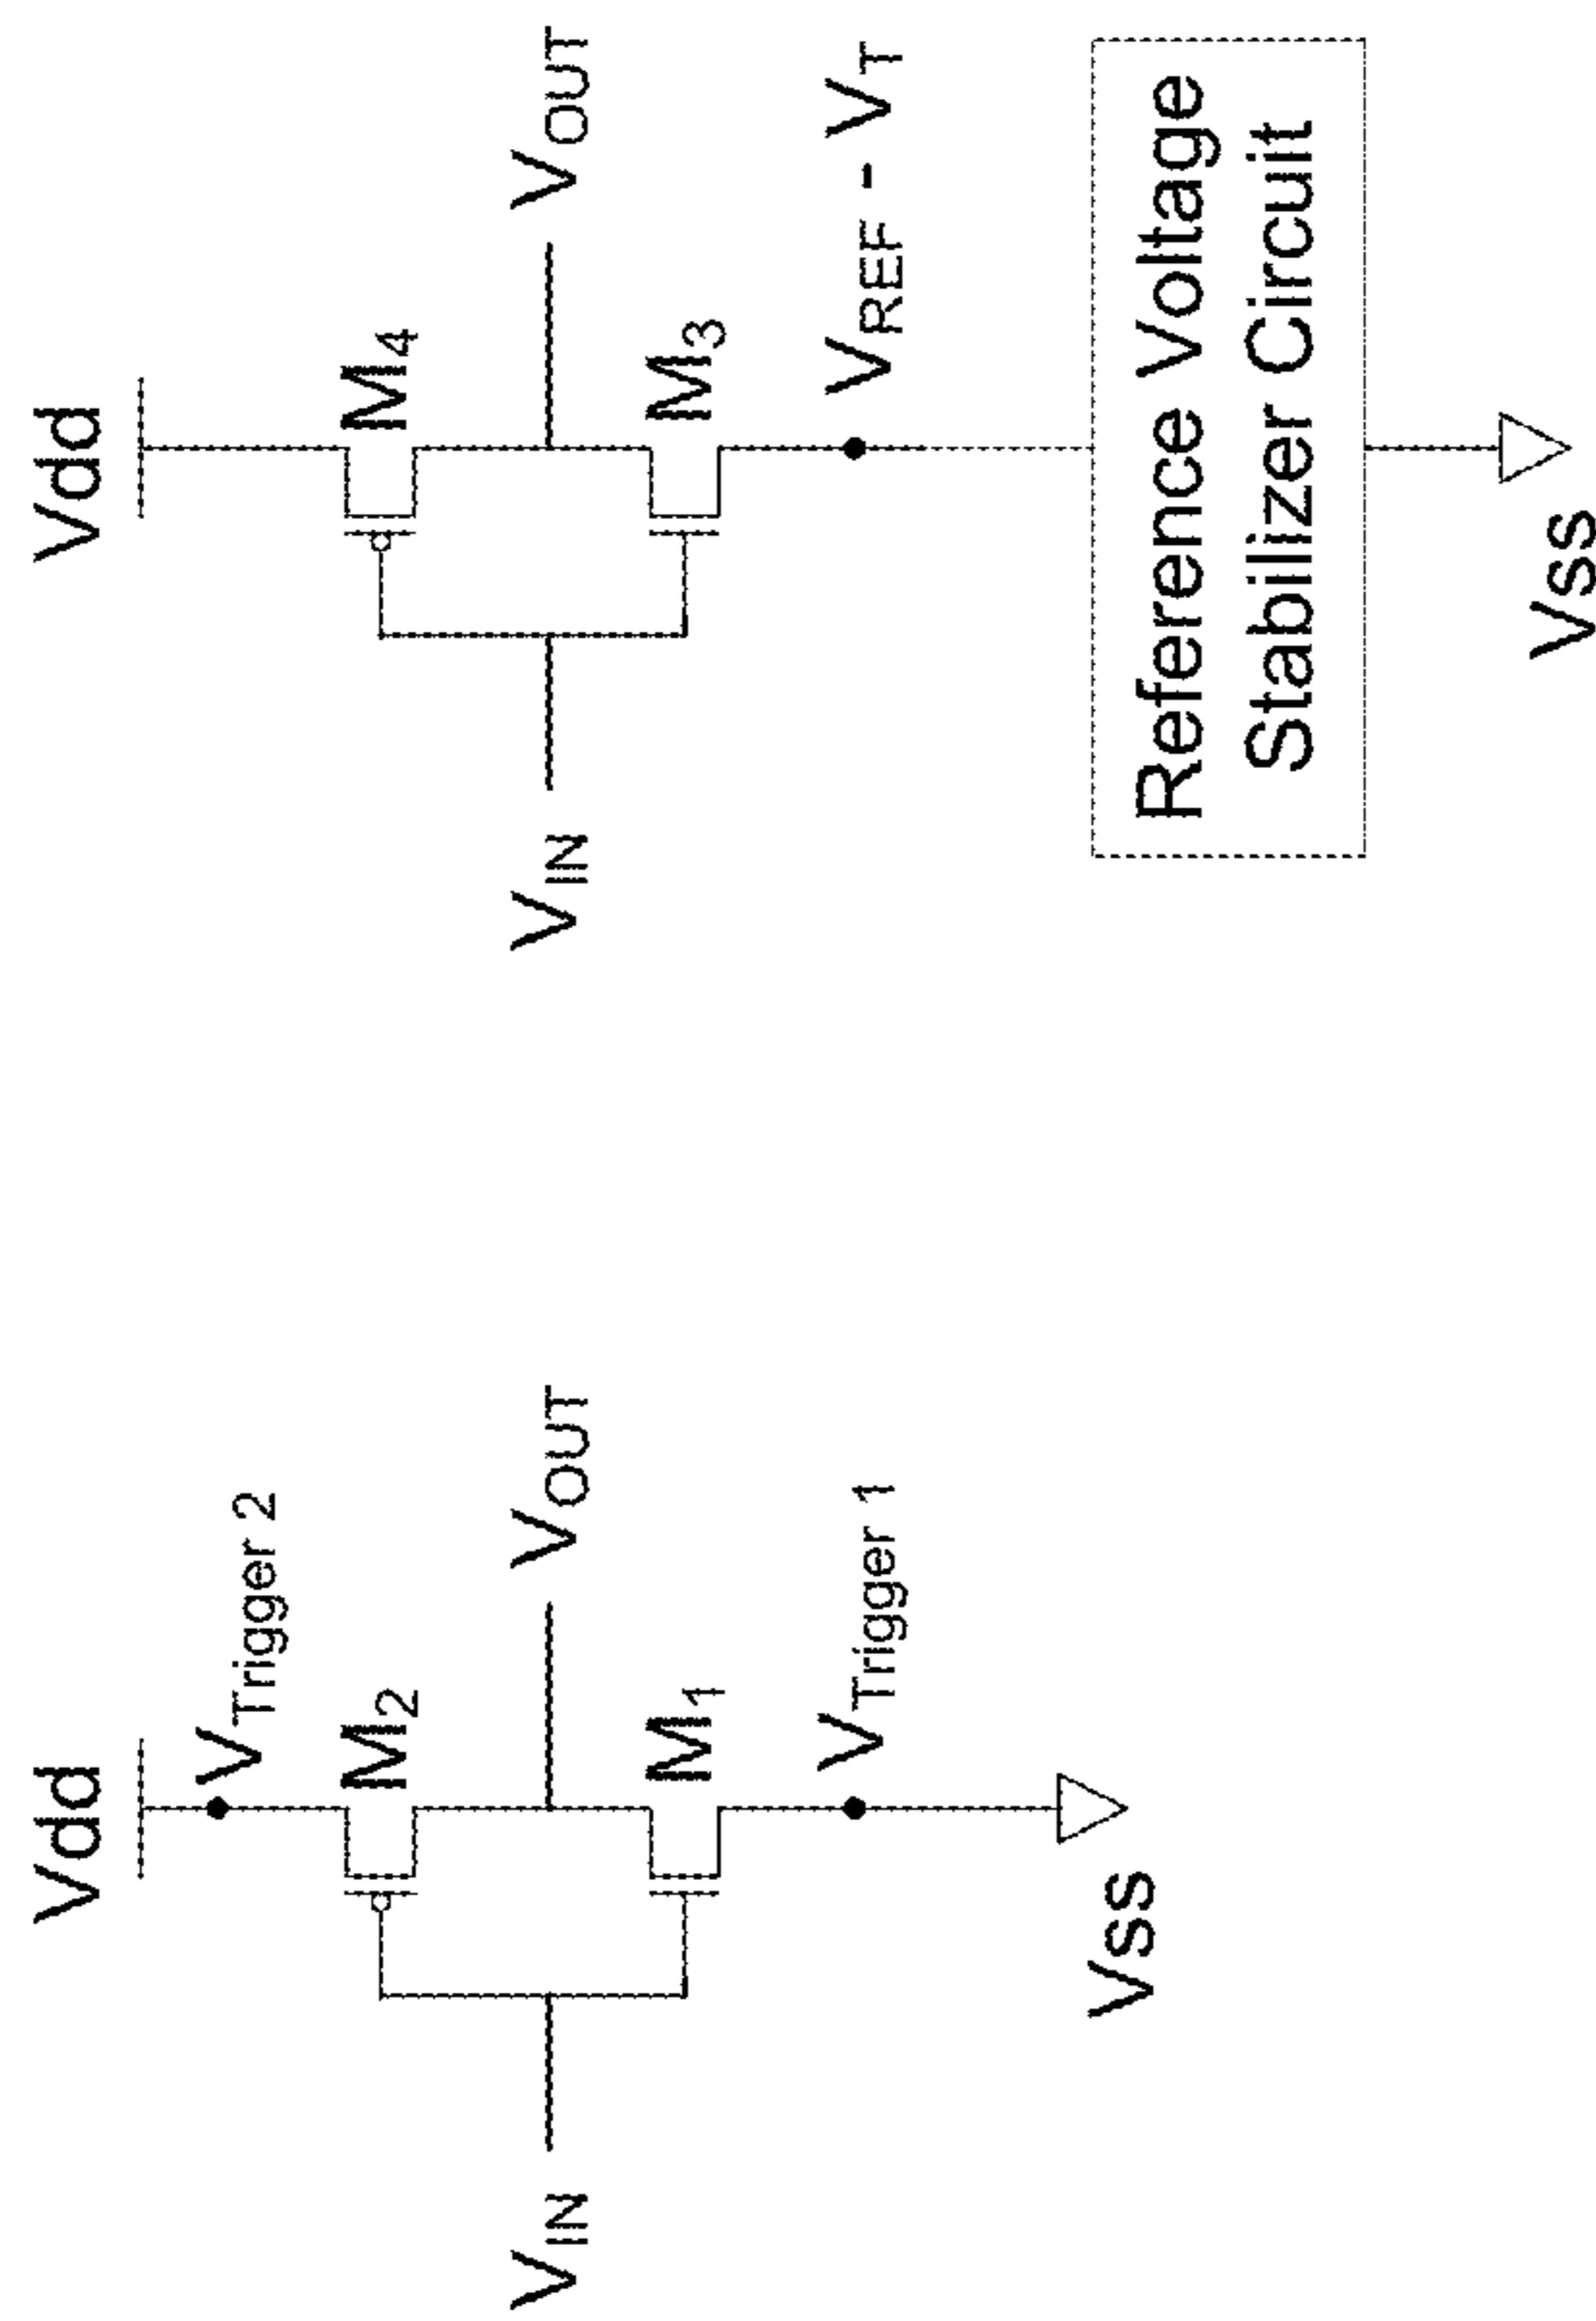 Vdd
VTrigger 2
M2
VIN
VOUT
M1
VTrigger 1
Vss
Vdd
M4
VIN
VOUT
M3
VREF - VT
Reference Voltage
Stabilizer Circuit
Vss